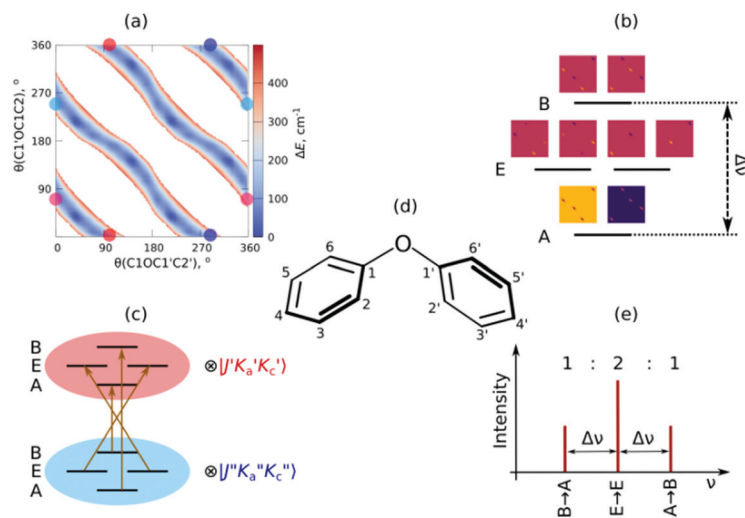 (a)
360
270
180
90
θ(C1'OC1C2), °
0 90 180 270 360
θ(C1OC1'C2'), °
400
300
200
100
0
ΔE, cm⁻¹
(b)
B
E
A
Δν
(d)
O
6
5
1
4
2
3
6'
1'
5'
2'
4'
3'
(c)
B
E
A
⊗|J'Kₐ'K꜀'⟩
B
E
A
⊗|J"Kₐ"K꜀"⟩
(e)
1 : 2 : 1
Intensity
Δν Δν
ν
B→A
E→E
A→B